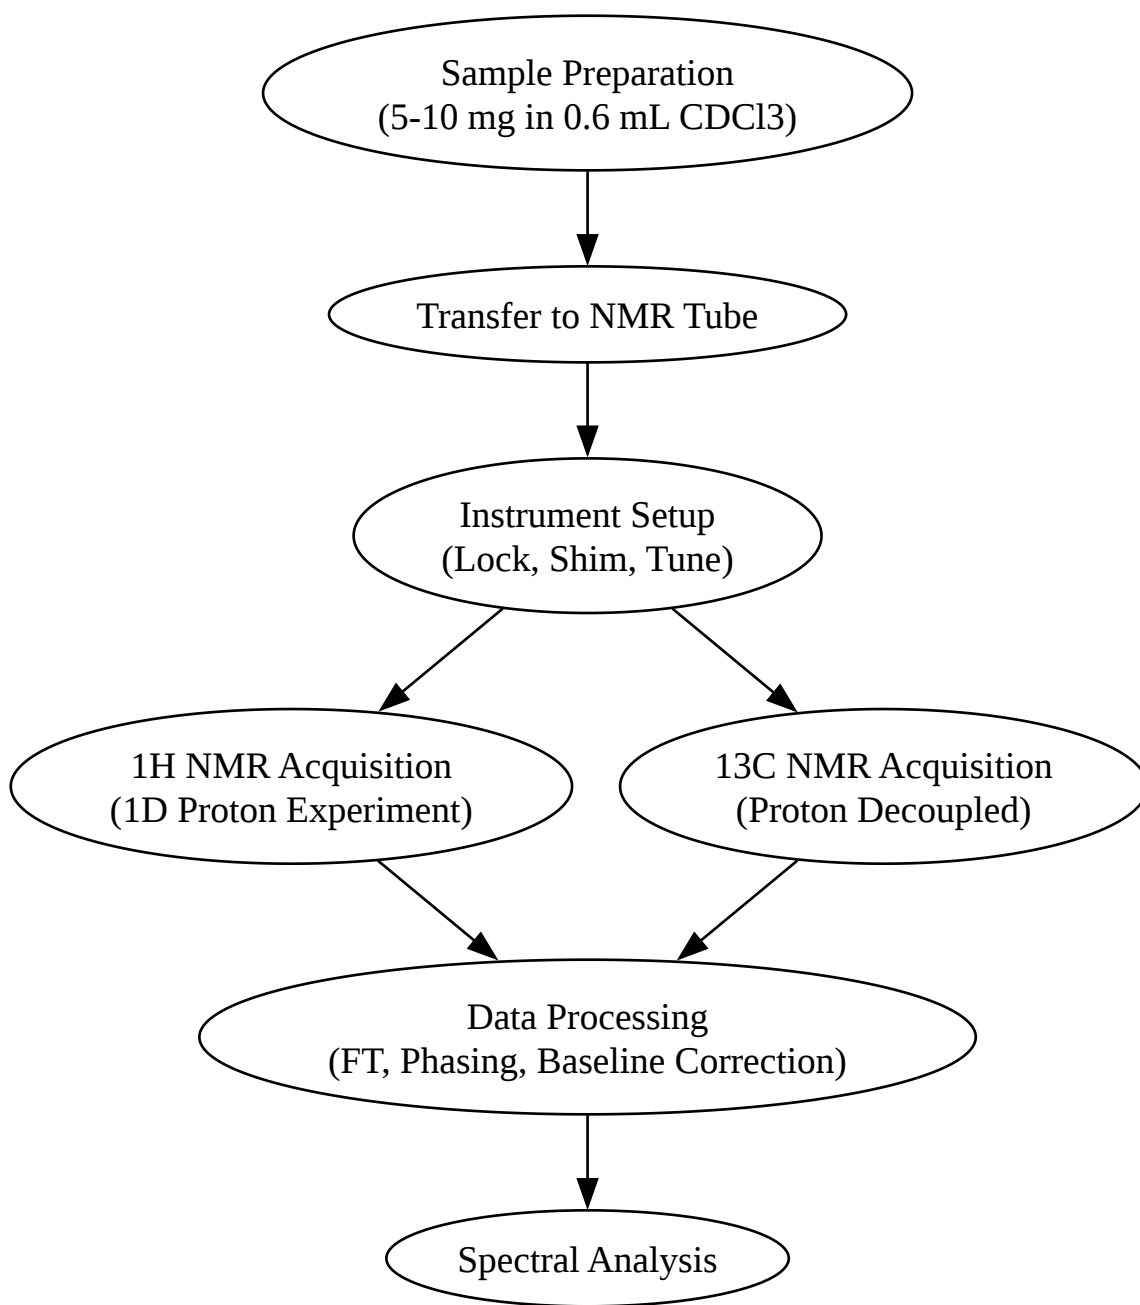 Sample Preparation
(5-10 mg in 0.6 mL CDCl3)
Transfer to NMR Tube
Instrument Setup
(Lock, Shim, Tune)
1H NMR Acquisition
(1D Proton Experiment)
13C NMR Acquisition
(Proton Decoupled)
Data Processing
(FT, Phasing, Baseline Correction)
Spectral Analysis